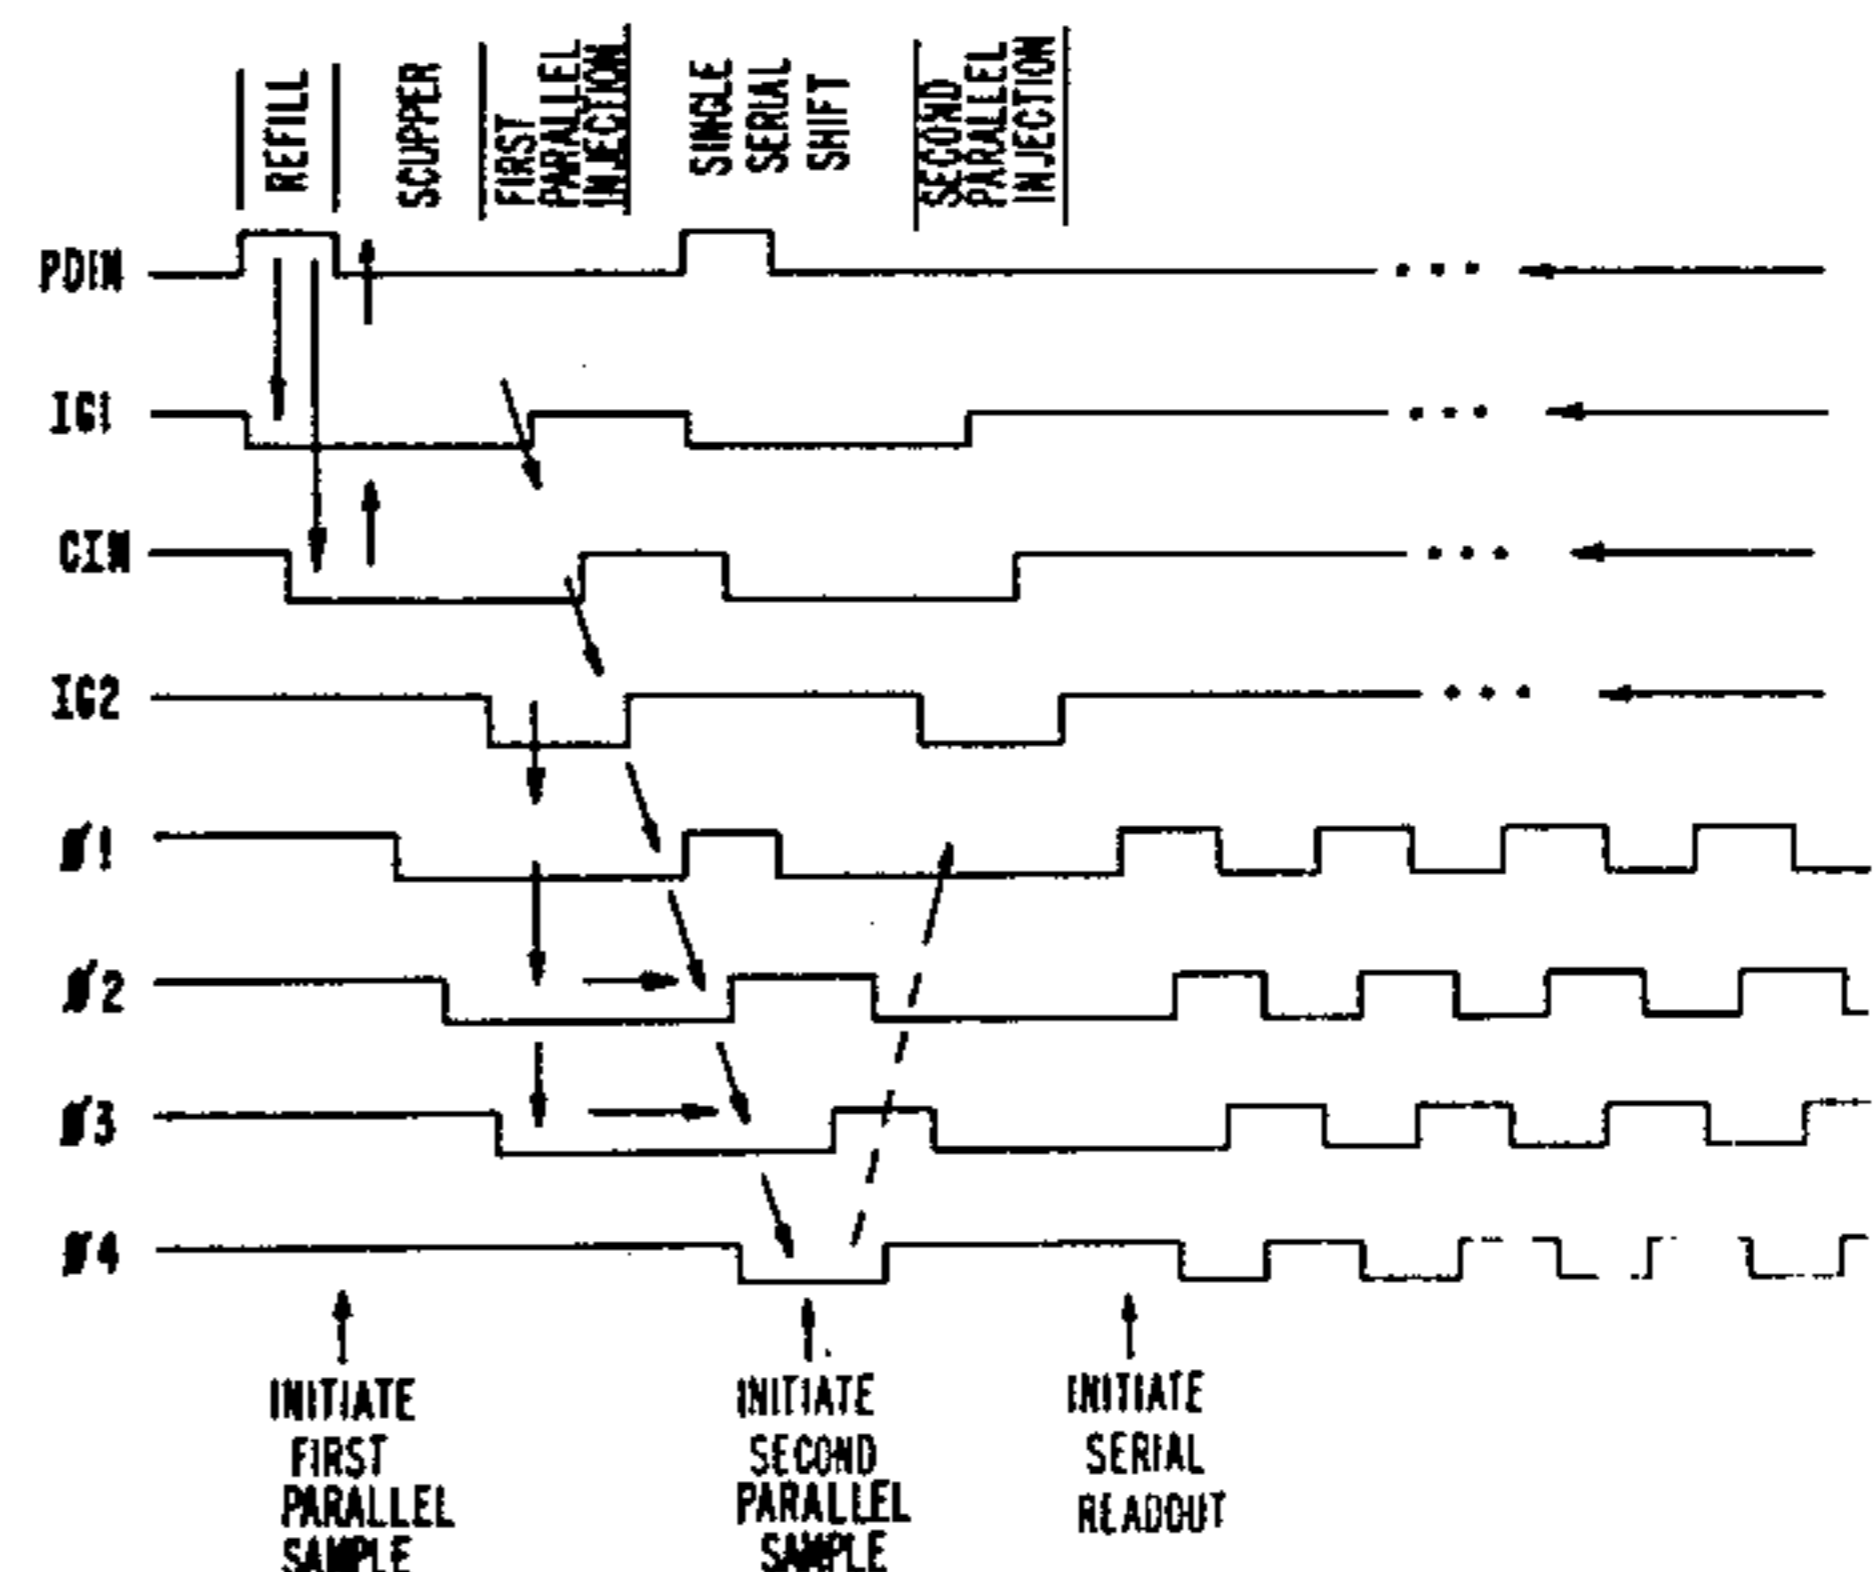 REFILL
SCUPPER
FIRST
PARALLEL
INJECTION
SINGLE
SERIAL
SHIFT
SECOND
PARALLEL
INJECTION
PDIN
IG1
CIN
IG2
Ø1
Ø2
Ø3
Ø4
INITIATE
FIRST
PARALLEL
SAMPLE
INITIATE
SECOND
PARALLEL
SAMPLE
INITIATE
SERIAL
READOUT